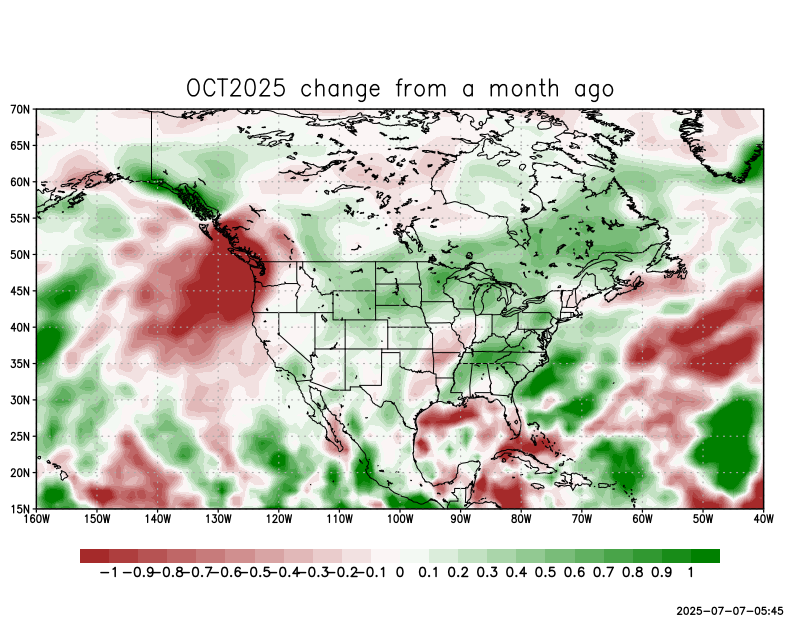 OCT2025 change from a month ago
70N
65N
60N
55N
50N
45N
40N
35N
30N
25N
20N
15N
160W 150W 140W 130W 120W 110W 100W 90W 80W 70W 60W 50W 40W
-1 -0.9 -0.8 -0.7 -0.6 -0.5 -0.4 -0.3 -0.2 -0.1 0 0.1 0.2 0.3 0.4 0.5 0.6 0.7 0.8 0.9 1
2025-07-07-05:45